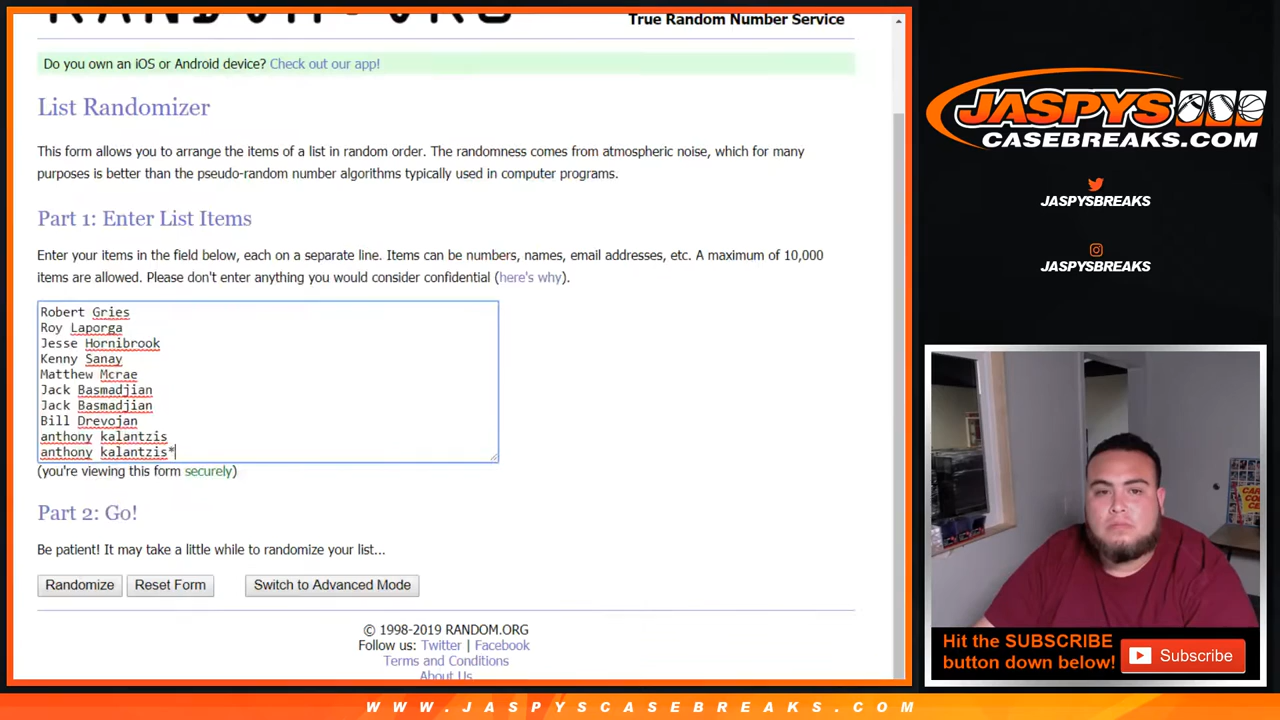 RANDOM.ORG
True Random Number Service
Do you own an iOS or Android device? Check out our app!
List Randomizer
This form allows you to arrange the items of a list in random order. The randomness comes from atmospheric noise, which for many
purposes is better than the pseudo-random number algorithms typically used in computer programs.
Part 1: Enter List Items
Enter your items in the field below, each on a separate line. Items can be numbers, names, email addresses, etc. A maximum of 10,000
items are allowed. Please don't enter anything you would consider confidential (here's why).
Robert Gries
Roy Laporga
Jesse Hornibrook
Kenny Sanay
Matthew Mcrae
Jack Basmadjian
Jack Basmadjian
Bill Drevojan
anthony kalantzis
anthony kalantzis*
(you're viewing this form securely)
Part 2: Go!
Be patient! It may take a little while to randomize your list...
Randomize
Reset Form
Switch to Advanced Mode
© 1998-2019 RANDOM.ORG
Follow us: Twitter | Facebook
Terms and Conditions
About Us
JASPYS
CASEBREAKS.COM
JASPYSBREAKS
JASPYSBREAKS
Hit the SUBSCRIBE
button down below!
Subscribe
WWW.JASPYSCASEBREAKS.COM